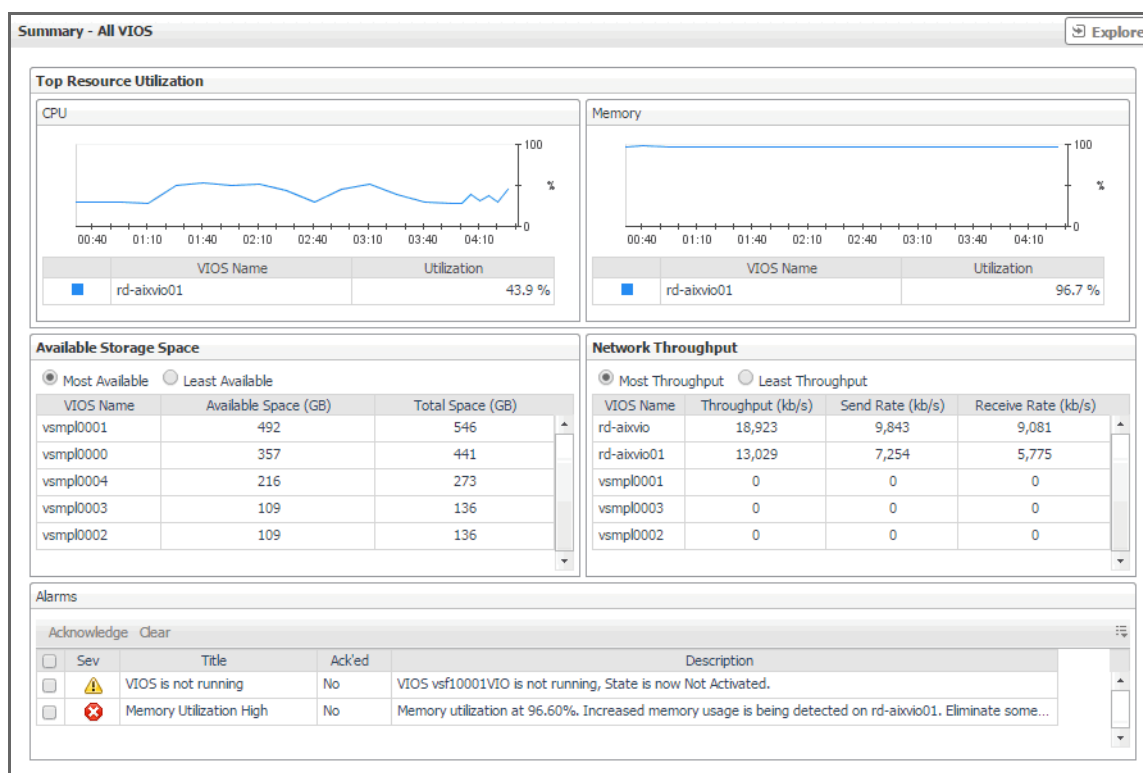 Summary - All VIOS
Explore
Top Resource Utilization
CPU
100
%
0
00:40 01:10 01:40 02:10 02:40 03:10 03:40 04:10
VIOS Name Utilization
rd-aixvio01 43.9 %
Memory
100
%
0
00:40 01:10 01:40 02:10 02:40 03:10 03:40 04:10
VIOS Name Utilization
rd-aixvio01 96.7 %
Available Storage Space
Most Available Least Available
VIOS Name Available Space (GB) Total Space (GB)
vsmpl0001 492 546
vsmpl0000 357 441
vsmpl0004 216 273
vsmpl0003 109 136
vsmpl0002 109 136
Network Throughput
Most Throughput Least Throughput
VIOS Name Throughput (kb/s) Send Rate (kb/s) Receive Rate (kb/s)
rd-aixvio 18,923 9,843 9,081
rd-aixvio01 13,029 7,254 5,775
vsmpl0001 0 0 0
vsmpl0003 0 0 0
vsmpl0002 0 0 0
Alarms
Acknowledge Clear
Sev Title Ack'ed Description
VIOS is not running No VIOS vsf10001VIO is not running, State is now Not Activated.
Memory Utilization High No Memory utilization at 96.60%. Increased memory usage is being detected on rd-aixvio01. Eliminate some...